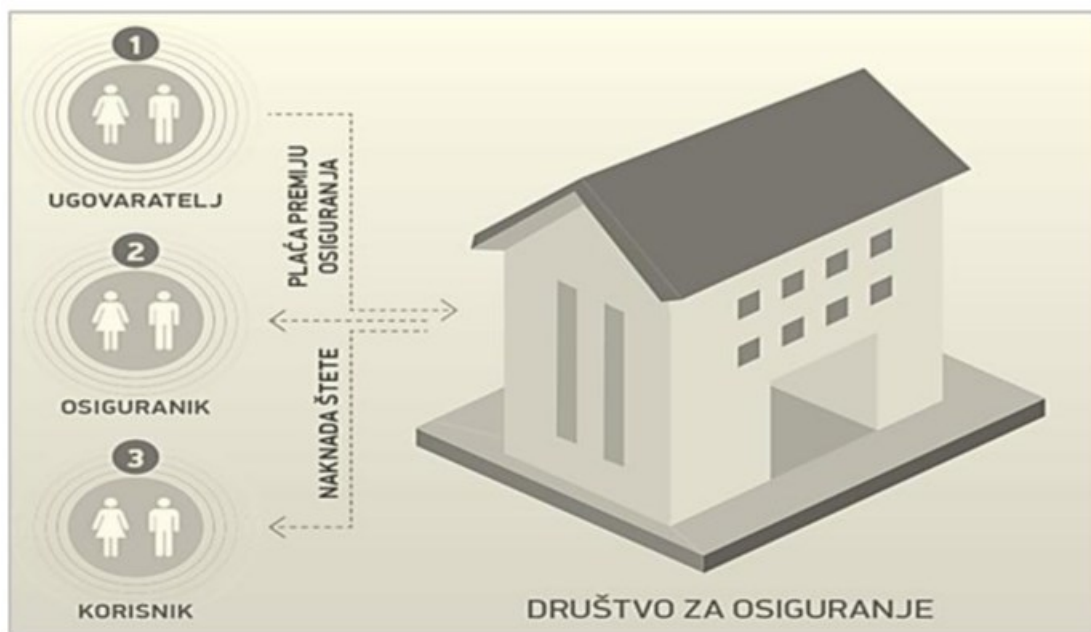 1
UGOVARATELJ
2
OSIGURANIK
3
KORISNIK
PLAĆA PREMIJU
OSIGURANJA
NAKNADA ŠTETE
DRUŠTVO ZA OSIGURANJE